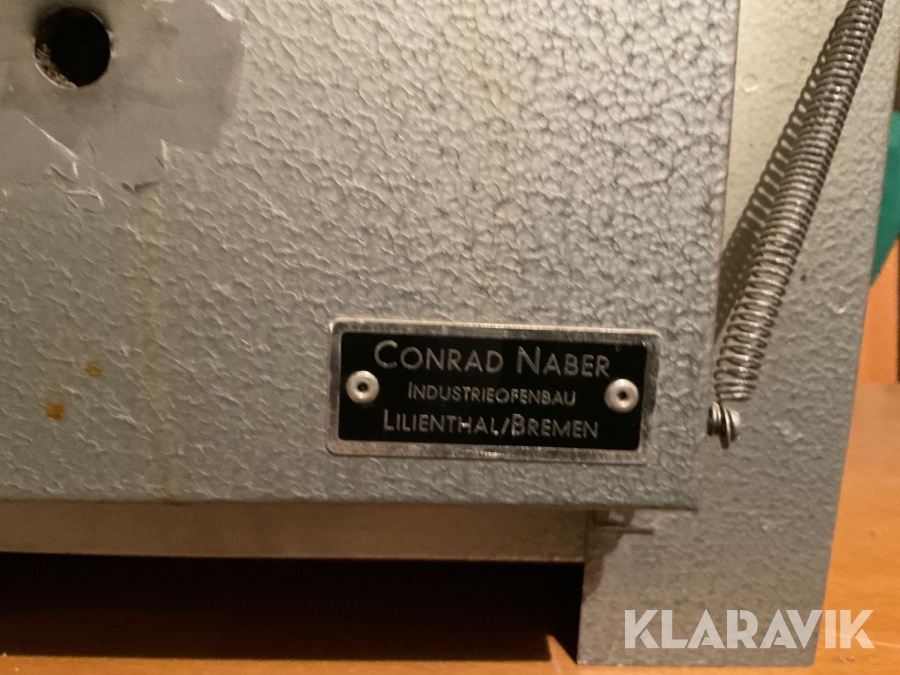 CONRAD NABER
INDUSTRIEOFENBAU
LILIENTHAL/BREMEN
KLARAVIK